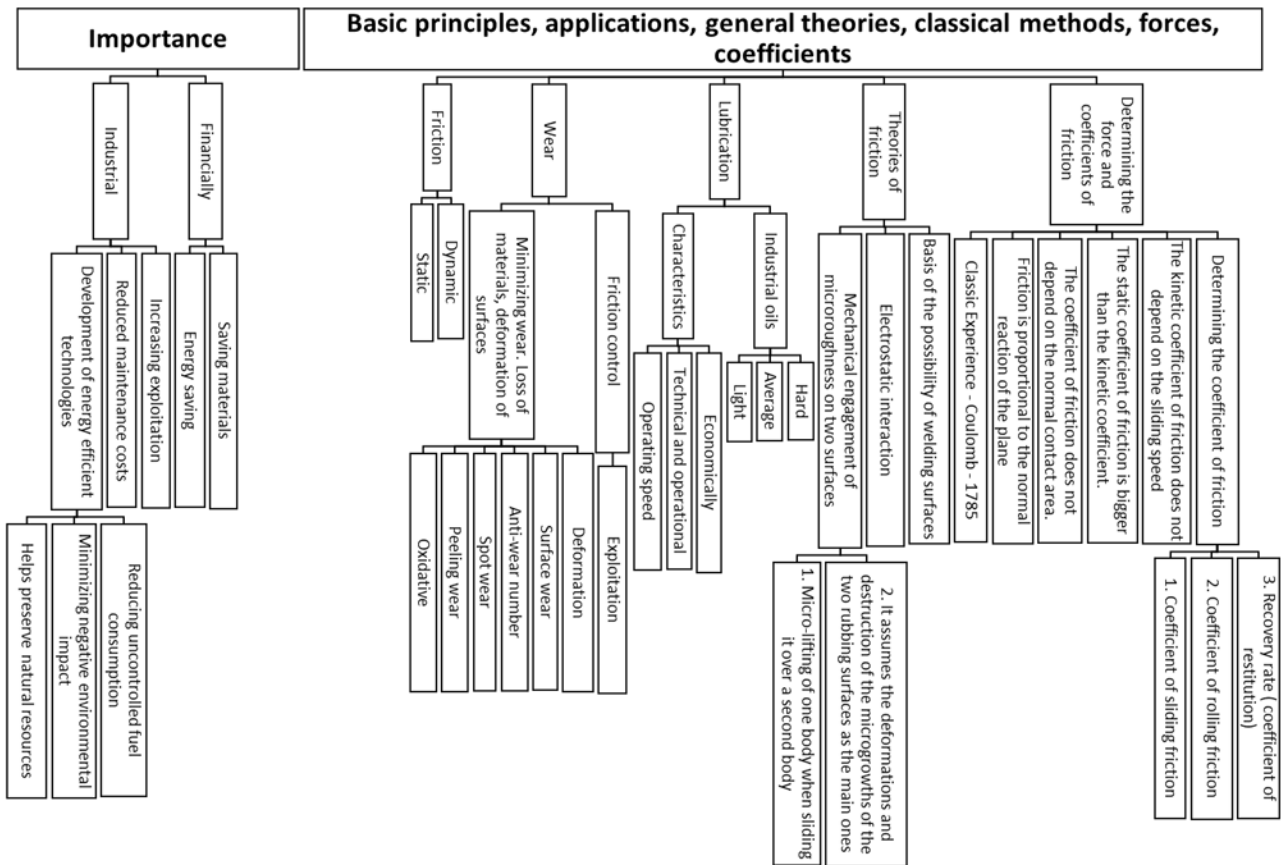 Importance
Basic principles, applications, general theories, classical methods, forces,
coefficients
Industrial
Financially
Development of energy efficient
technologies
Reduced maintenance costs
Increasing exploitation
Energy saving
Saving materials
Helps preserve natural resources
Minimizing negative environmental
impact
Reducing uncontrolled fuel
consumption
Friction
Wear
Lubrication
Theories of
friction
Determining the
force and
coefficients of
friction
Static
Dynamic
Minimizing wear. Loss of
materials, deformation of
surfaces
Friction control
Characteristics
Industrial oils
Mechanical engagement of
microroughness on two surfaces
Electrostatic interaction
Basis of the possibility of welding surfaces
Classic Experience - Coulomb - 1785
Friction is proportional to the normal
reaction of the plane
The coefficient of friction does not
depend on the normal contact area.
The static coefficient of friction is bigger
than the kinetic coefficient.
The kinetic coefficient of friction does not
depend on the sliding speed
Determining the coefficient of friction
Oxidative
Peeling wear
Spot wear
Anti-wear number
Surface wear
Deformation
Exploitation
Operating speed
Technical and operational
Economically
Light
Average
Hard
1. Micro-lifting of one body when sliding
it over a second body
2. It assumes the deformations and
destruction of the microgrowths of the
two rubbing surfaces as the main ones
1. Coefficient of sliding friction
2. Coefficient of rolling friction
3. Recovery rate ( coefficient of
restitution)